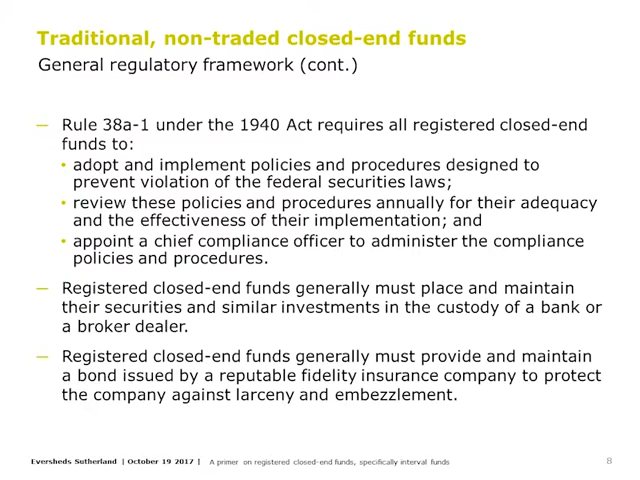 Traditional, non-traded closed-end funds
General regulatory framework (cont.)
— Rule 38a-1 under the 1940 Act requires all registered closed-end
funds to:
• adopt and implement policies and procedures designed to
prevent violation of the federal securities laws;
• review these policies and procedures annually for their adequacy
and the effectiveness of their implementation; and
• appoint a chief compliance officer to administer the compliance
policies and procedures.
— Registered closed-end funds generally must place and maintain
their securities and similar investments in the custody of a bank or
a broker dealer.
— Registered closed-end funds generally must provide and maintain
a bond issued by a reputable fidelity insurance company to protect
the company against larceny and embezzlement.
Eversheds Sutherland | October 19 2017 | A primer on registered closed-end funds, specifically interval funds 8